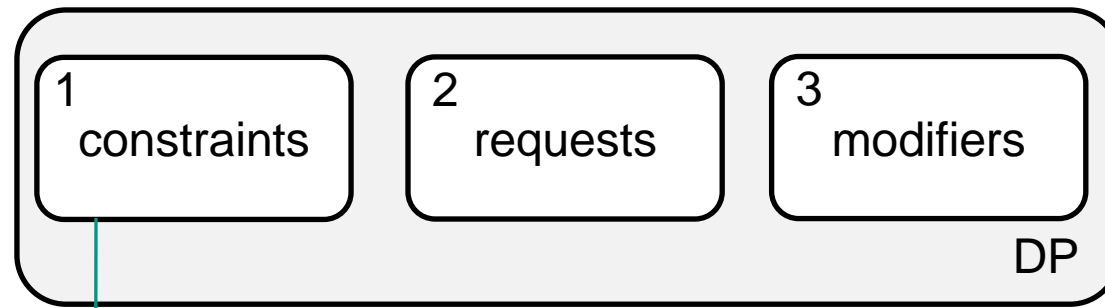 1
constraints
2
requests
3
modifiers
DP